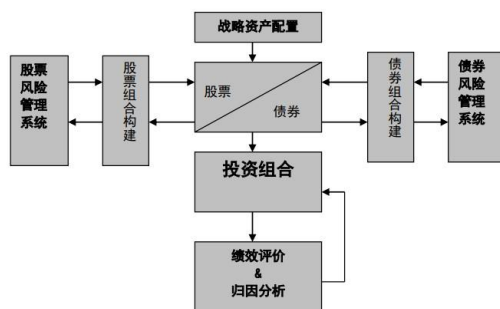 战略资产配置
股票
风险
管理
系统
股票组合构建
股票
债券
债券组合构建
债券
风险
管理
系统
投资组合
绩效评价
&
归因分析